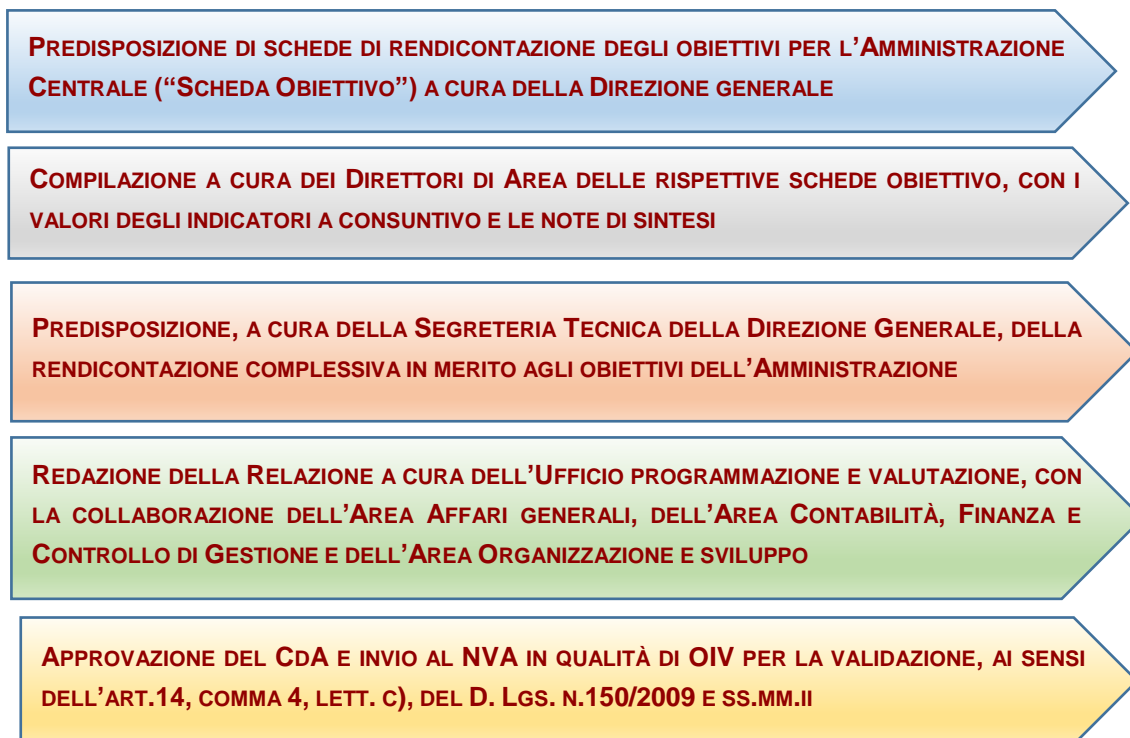 PREDISPOSIZIONE DI SCHEDE DI RENDICONTAZIONE DEGLI OBIETTIVI PER L’AMMINISTRAZIONE
CENTRALE (“SCHEDA OBIETTIVO”) A CURA DELLA DIREZIONE GENERALE
COMPILAZIONE A CURA DEI DIRETTORI DI AREA DELLE RISPETTIVE SCHEDE OBIETTIVO, CON I
VALORI DEGLI INDICATORI A CONSUNTIVO E LE NOTE DI SINTESI
PREDISPOSIZIONE, A CURA DELLA SEGRETERIA TECNICA DELLA DIREZIONE GENERALE, DELLA
RENDICONTAZIONE COMPLESSIVA IN MERITO AGLI OBIETTIVI DELL’AMMINISTRAZIONE
REDAZIONE DELLA RELAZIONE A CURA DELL’UFFICIO PROGRAMMAZIONE E VALUTAZIONE, CON
LA COLLABORAZIONE DELL’AREA AFFARI GENERALI, DELL’AREA CONTABILITÀ, FINANZA E
CONTROLLO DI GESTIONE E DELL’AREA ORGANIZZAZIONE E SVILUPPO
APPROVAZIONE DEL CDA E INVIO AL NVA IN QUALITÀ DI OIV PER LA VALIDAZIONE, AI SENSI
DELL’ART.14, COMMA 4, LETT. C), DEL D. LGS. N.150/2009 E SS.MM.II